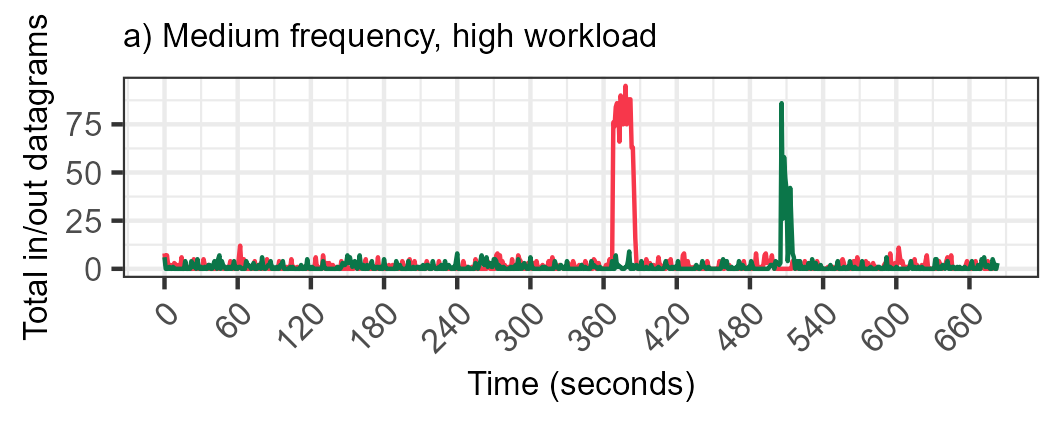 a) Medium frequency, high workload
Total in/out datagrams
75
50
25
0
0 60 120 180 240 300 360 420 480 540 600 660
Time (seconds)